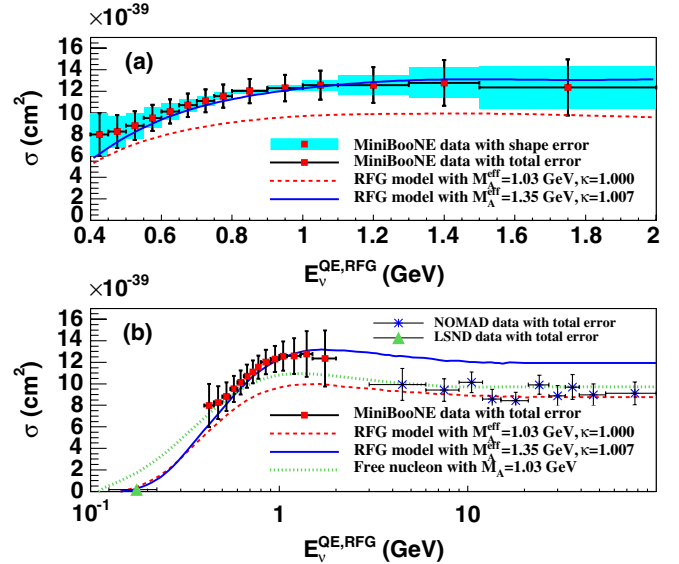 ×10⁻³⁹
(a)
16
14
12
10
8
6
4
2
0
σ (cm²)
MiniBooNE data with shape error
MiniBooNE data with total error
RFG model with M_A^eff=1.03 GeV, κ=1.000
RFG model with M_A^eff=1.35 GeV, κ=1.007
0.4 0.6 0.8 1 1.2 1.4 1.6 1.8 2
E_ν^QE,RFG (GeV)
×10⁻³⁹
(b)
NOMAD data with total error
LSND data with total error
16
14
12
10
8
6
4
2
0
σ (cm²)
MiniBooNE data with total error
RFG model with M_A^eff=1.03 GeV, κ=1.000
RFG model with M_A^eff=1.35 GeV, κ=1.007
Free nucleon with M_A=1.03 GeV
10⁻¹ 1 10
E_ν^QE,RFG (GeV)